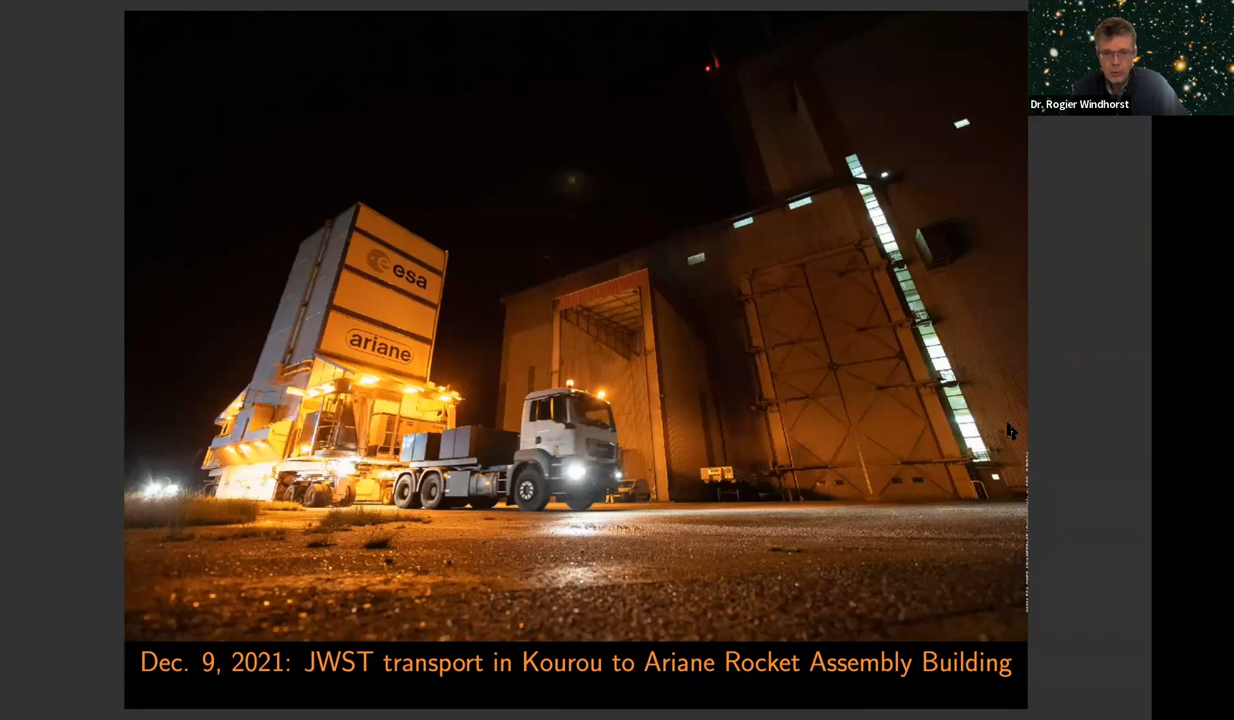 Dr. Rogier Windhorst
esa
ariane
Dec. 9, 2021: JWST transport in Kourou to Ariane Rocket Assembly Building